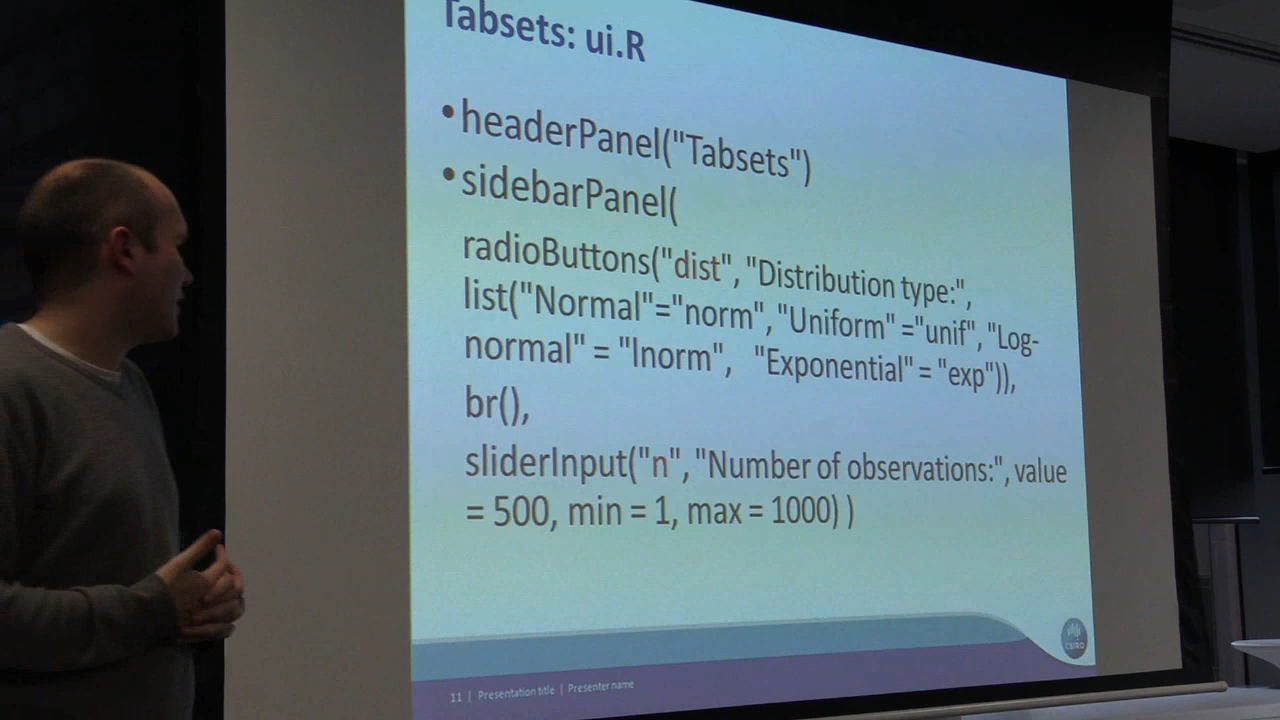 Tabsets: ui.R
•headerPanel("Tabsets")
•sidebarPanel(
radioButtons("dist", "Distribution type:",
list("Normal"="norm", "Uniform" ="unif", "Log-
normal" = "lnorm", "Exponential" = "exp")),
br(),
sliderInput("n", "Number of observations:", value
= 500, min = 1, max = 1000) )
CSIRO
11 | Presentation title | Presenter name